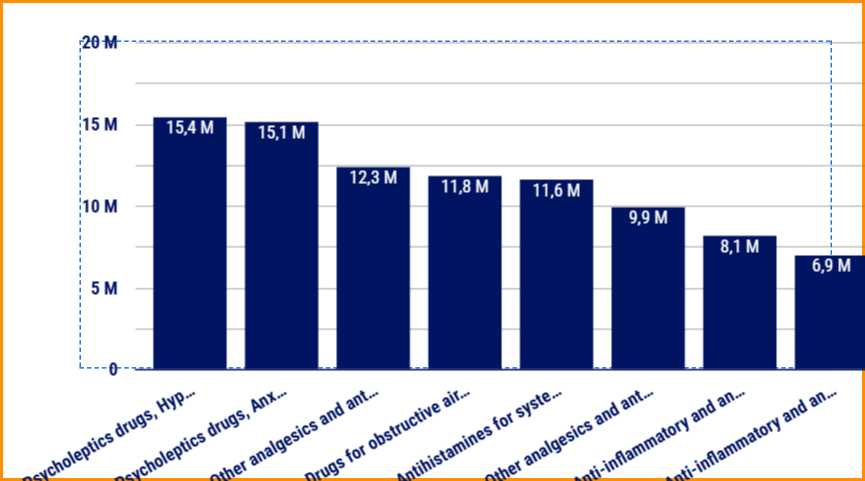 20 M
15 M
10 M
5 M
0
15,4 M
15,1 M
12,3 M
11,8 M
11,6 M
9,9 M
8,1 M
6,9 M
Psycholeptics drugs, Hyp...
Psycholeptics drugs, Anx...
Other analgesics and ant...
Drugs for obstructive air...
Antihistamines for syste...
Other analgesics and ant...
Anti-inflammatory and an...
Anti-inflammatory and an...